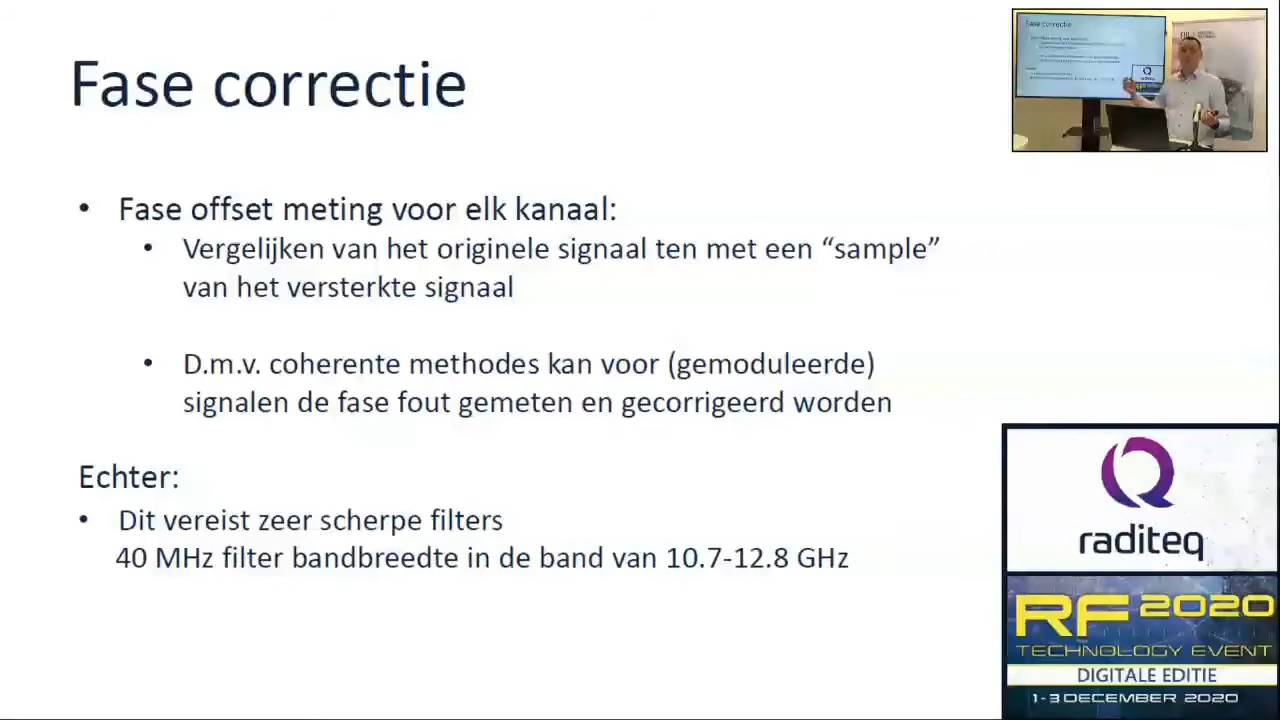 Fase correctie
• Fase offset meting voor elk kanaal:
• Vergelijken van het originele signaal ten met een “sample”
van het versterkte signaal
• D.m.v. coherente methodes kan voor (gemoduleerde)
signalen de fase fout gemeten en gecorrigeerd worden
Echter:
• Dit vereist zeer scherpe filters
40 MHz filter bandbreedte in de band van 10.7-12.8 GHz
Fase correctie
raditeq
RF 2020
TECHNOLOGY EVENT
DIGITALE EDITIE
1-3 DECEMBER 2020